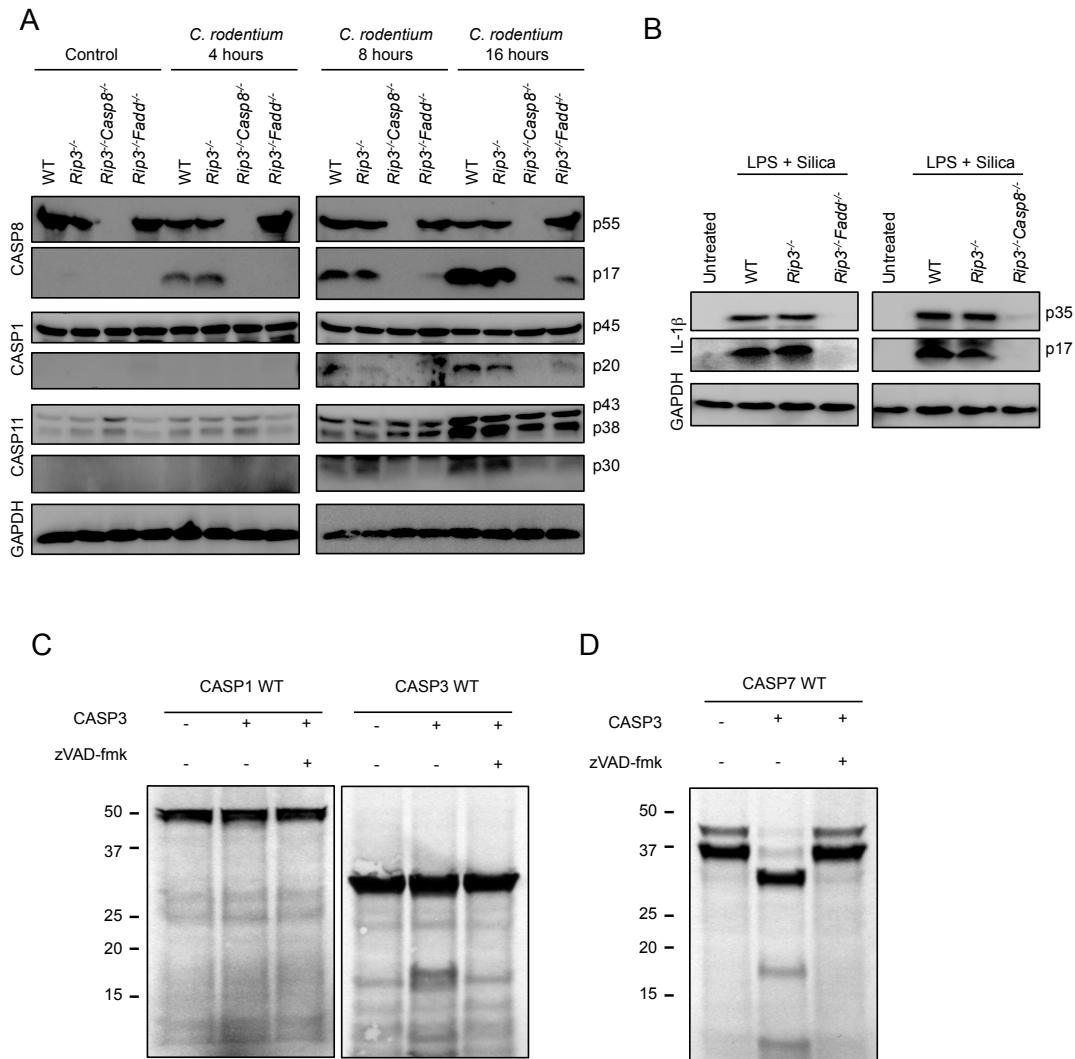 A
Control
C. rodentium
4 hours
C. rodentium
8 hours
C. rodentium
16 hours
WT
Rip3-/-
Rip3-/-Casp8-/-
Rip3-/-Fadd-/-
WT
Rip3-/-
Rip3-/-Casp8-/-
Rip3-/-Fadd-/-
WT
Rip3-/-
Rip3-/-Casp8-/-
Rip3-/-Fadd-/-
WT
Rip3-/-
Rip3-/-Casp8-/-
Rip3-/-Fadd-/-
CASP8
p55
p17
CASP1
p45
p20
CASP11
p43
p38
p30
GAPDH
B
LPS + Silica
LPS + Silica
Untreated
WT
Rip3-/-
Rip3-/-Fadd-/-
Untreated
WT
Rip3-/-
Rip3-/-Casp8-/-
IL-1β
p35
p17
GAPDH
C
CASP1 WT
CASP3 WT
CASP3 - + + - + +
zVAD-fmk - - + - - +
50
37
25
20
15
D
CASP7 WT
CASP3 - + +
zVAD-fmk - - +
50
37
25
20
15